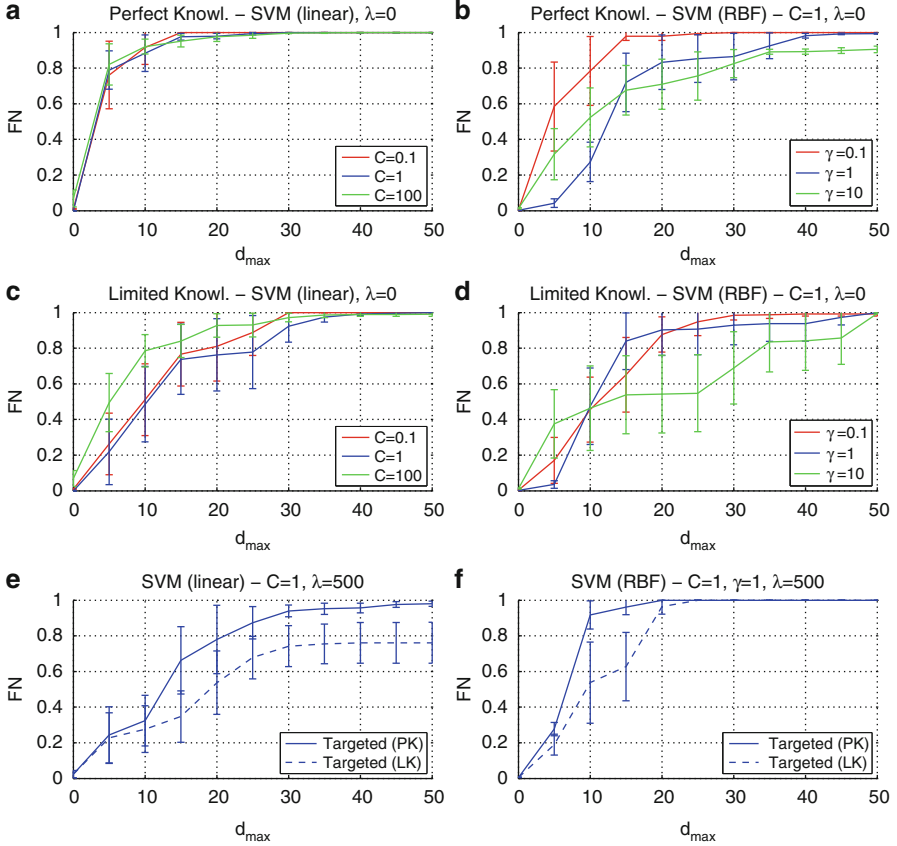 a
Perfect Knowl. – SVM (linear), λ=0
FN
1
0.8
0.6
0.4
0.2
0
0 10 20 30 40 50
d_max
C=0.1
C=1
C=100
b
Perfect Knowl. – SVM (RBF) – C=1, λ=0
FN
1
0.8
0.6
0.4
0.2
0
0 10 20 30 40 50
d_max
γ=0.1
γ=1
γ=10
c
Limited Knowl. – SVM (linear), λ=0
FN
1
0.8
0.6
0.4
0.2
0
0 10 20 30 40 50
d_max
C=0.1
C=1
C=100
d
Limited Knowl. – SVM (RBF) – C=1, λ=0
FN
1
0.8
0.6
0.4
0.2
0
0 10 20 30 40 50
d_max
γ=0.1
γ=1
γ=10
e
SVM (linear) – C=1, λ=500
FN
1
0.8
0.6
0.4
0.2
0
0 10 20 30 40 50
d_max
Targeted (PK)
Targeted (LK)
f
SVM (RBF) – C=1, γ=1, λ=500
FN
1
0.8
0.6
0.4
0.2
0
0 10 20 30 40 50
d_max
Targeted (PK)
Targeted (LK)